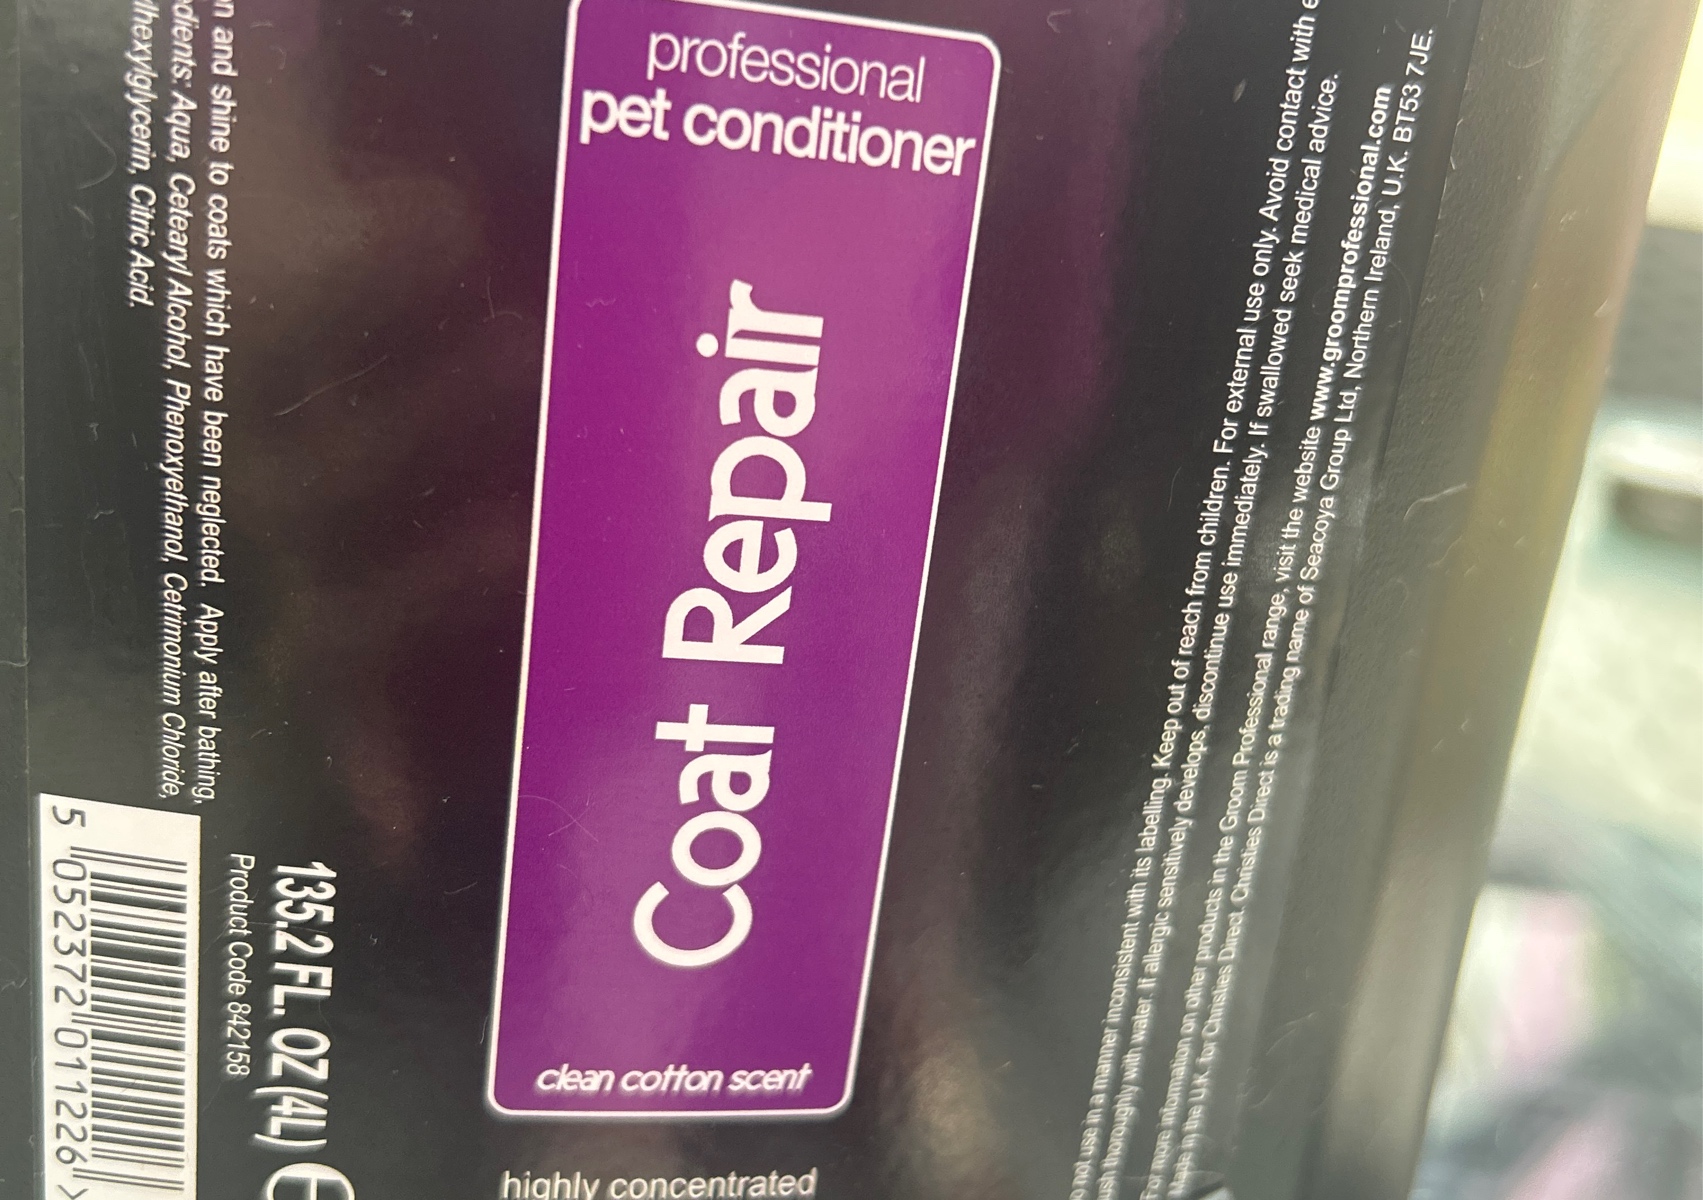 professional
pet conditioner
Coat Repair
clean cotton scent
highly concentrated
and shine to coats which have been neglected. Apply after bathing,
Aqua, Cetearyl Alcohol, Phenoxyethanol, Cetrimonium Chloride,
Citric Acid.
135.2 FL. OZ (4L)
Product Code 842158
5 052372 011226 >
not use in a manner inconsistent with its labelling. Keep out of reach from children. For external use only. Avoid contact with
thoroughly with water. If allergic sensitively develops, discontinue use immediately. If swallowed seek medical advice.
For more information on other products in the Groom Professional range, visit the website www.groomprofessional.com
Made in the U.K. for Christies Direct. Christies Direct is a trading name of Seacoya Group Ltd, Northern Ireland, U.K. BT53 7JE.